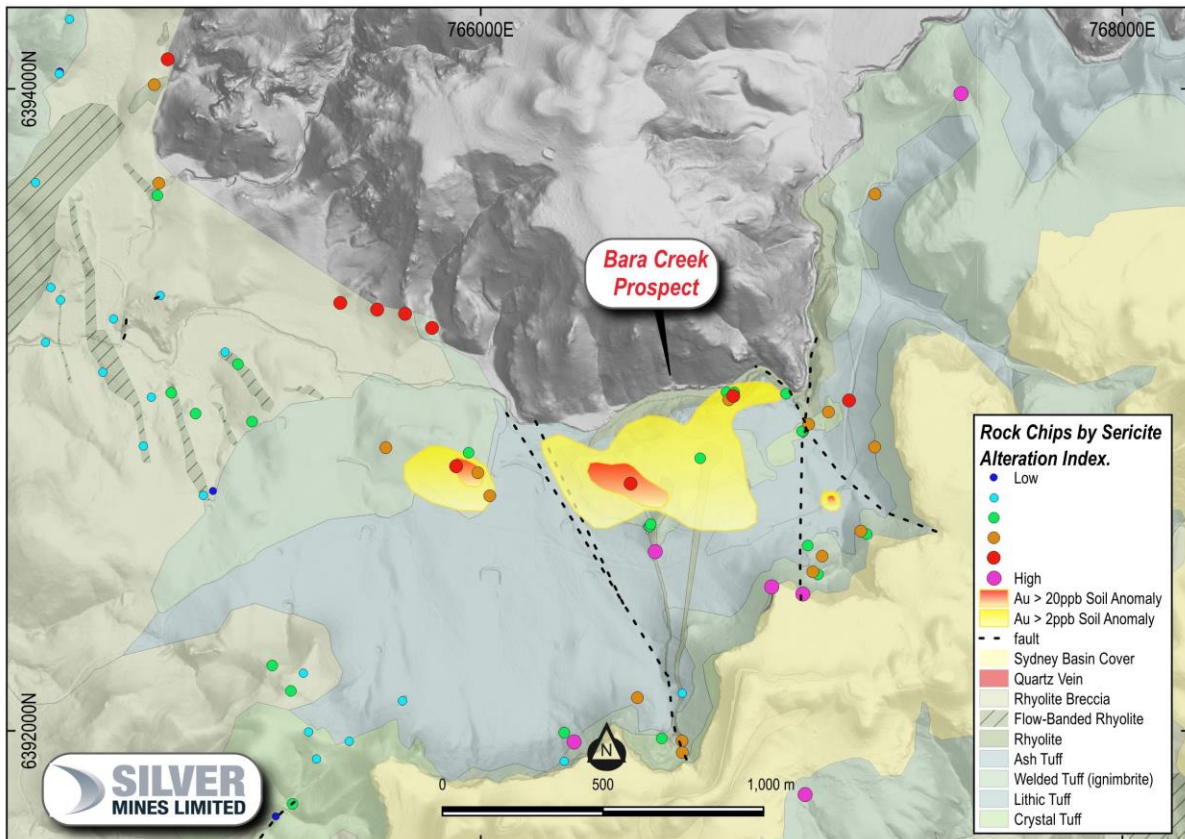 766000E
768000E
6394000N
Bara Creek
Prospect
Rock Chips by Sericite
Alteration Index.
Low
High
Au > 20ppb Soil Anomaly
Au > 2ppb Soil Anomaly
fault
Sydney Basin Cover
Quartz Vein
Rhyolite Breccia
Flow-Banded Rhyolite
Rhyolite
Ash Tuff
Welded Tuff (ignimbrite)
Lithic Tuff
Crystal Tuff
6392000N
N
SILVER
MINES LIMITED
0
500
1,000 m